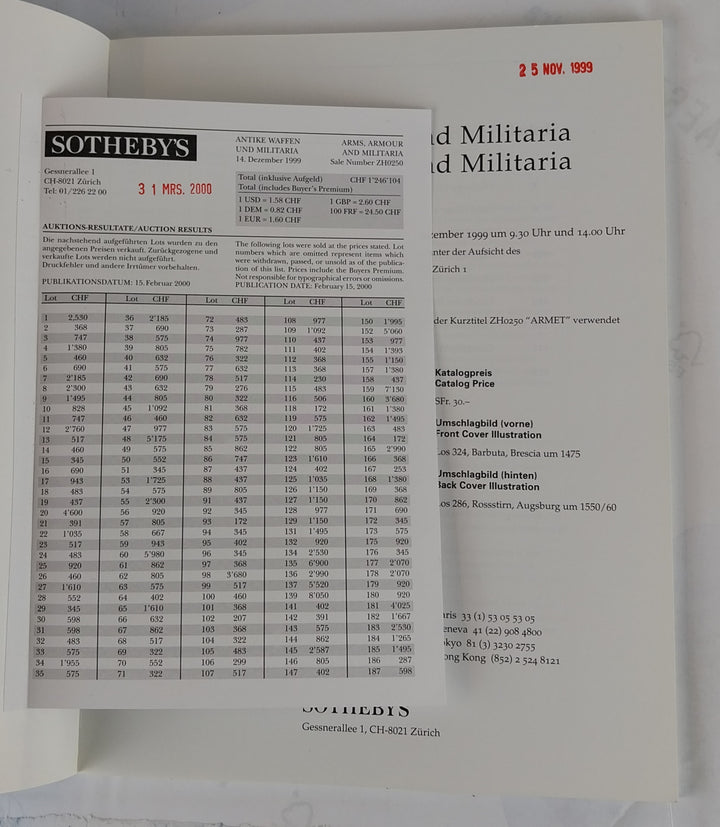 25 NOV. 1999
d Militaria
d Militaria
ember 1999 um 9.30 Uhr und 14.00 Uhr
nter der Aufsicht des
Zürich 1
der Kurztitel ZH0250 "ARMET" verwendet
Katalogpreis
Catalog Price
SFr. 30.–
Umschlagbild (vorne)
Front Cover Illustration
Los 324, Barbuta, Brescia um 1475
Umschlagbild (hinten)
Back Cover Illustration
Los 286, Rossstirn, Augsburg um 1550/60
aris 33 (1) 53 05 53 05
eneva 41 (22) 908 4800
okyo 81 (3) 3230 2755
ong Kong (852) 2 524 8121
SOTHEBY'S
Gessnerallee 1, CH-8021 Zürich
SOTHEBY'S
Gessnerallee 1
CH-8021 Zürich
Tel: 01/226 22 00
31 MRS. 2000
ANTIKE WAFFEN
UND MILITARIA
14. Dezember 1999
ARMS, ARMOUR
AND MILITARIA
Sale Number ZH0250
Total (inklusive Aufgeld) CHF 1'246'104
Total (includes Buyer's Premium)
1 USD = 1.58 CHF 1 GBP = 2.60 CHF
1 DEM = 0.82 CHF 100 FRF = 24.50 CHF
1 EUR = 1.60 CHF
AUKTIONS-RESULTATE/AUCTION RESULTS
Die nachstehend aufgeführten Lots wurden zu den
angegebenen Preisen verkauft. Zurückgezogene und
verkaufte Lots werden nicht aufgeführt.
Druckfehler und andere Irrtümer vorbehalten.
PUBLIKATIONSDATUM: 15. Februar 2000
The following lots were sold at the prices stated. Lot
numbers which are omitted represent items which
were withdrawn, passed, or unsold as of the publica-
tion of this list. Prices include the Buyers Premium.
Not responsible for typographical errors or omissions.
PUBLICATION DATE: February 15, 2000
Lot CHF Lot CHF Lot CHF Lot CHF Lot CHF
1 2,530 36 2'185 72 483 108 977 150 1'995
2 368 37 690 73 287 109 1'092 152 5'060
3 747 38 575 74 977 110 437 153 977
4 1'380 39 805 75 782 111 402 154 1'393
5 460 40 632 76 322 112 368 155 1'150
6 690 41 575 77 632 113 368 157 1'380
7 2'185 42 690 78 517 114 230 158 437
8 2'300 43 632 79 276 115 483 159 7'130
9 1'495 44 805 80 322 116 506 160 3'680
10 828 45 1'092 81 368 118 172 161 1'380
11 747 46 460 82 632 119 575 162 1'495
12 2'760 47 977 83 575 120 1'725 163 483
13 517 48 5'175 84 575 121 805 164 172
14 460 49 575 85 862 122 805 165 2'990
15 345 50 552 86 747 123 1'610 166 368
16 690 51 345 87 437 124 402 167 253
17 943 53 1'725 88 437 125 1'035 168 1'380
18 483 54 575 89 805 126 1'150 169 368
19 437 55 2'300 91 437 127 1'150 170 862
20 4'600 56 920 92 345 128 977 171 690
21 391 57 805 93 172 129 1'150 172 345
22 1'035 58 667 94 345 131 1'495 173 575
23 517 59 943 95 402 132 920 175 920
24 483 60 5'980 96 345 134 2'530 176 345
25 920 61 862 97 368 135 6'900 177 2'070
26 460 62 805 98 3'680 136 2'990 178 2'070
27 1'610 63 575 99 517 137 5'520 179 920
28 552 64 402 100 460 139 8'050 180 920
29 345 65 1'610 101 368 141 402 181 4'025
30 598 66 632 102 207 142 391 182 1'667
31 598 67 862 103 368 143 575 183 2'530
32 483 68 517 104 322 144 862 184 1'265
33 575 69 322 105 483 145 2'587 185 1'495
34 1'955 70 552 106 299 146 805 186 287
35 575 71 322 107 517 147 402 187 598